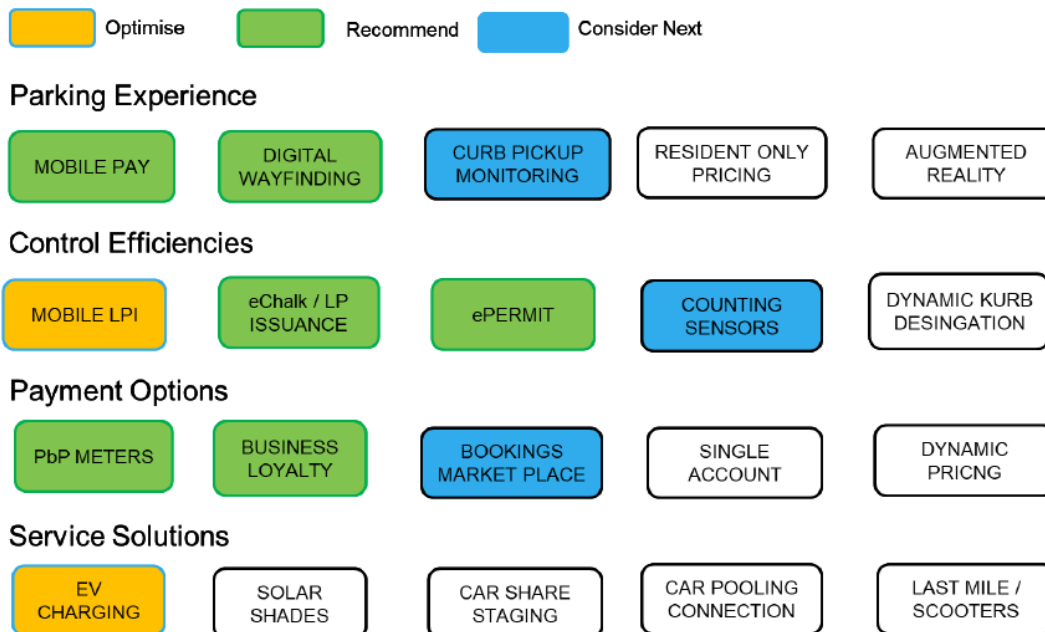 Optimise
Recommend
Consider Next
Parking Experience
MOBILE PAY
DIGITAL
WAYFINDING
CURB PICKUP
MONITORING
RESIDENT ONLY
PRICING
AUGMENTED
REALITY
Control Efficiencies
MOBILE LPI
eChalk / LP
ISSUANCE
ePERMIT
COUNTING
SENSORS
DYNAMIC KURB
DESINGATION
Payment Options
PbP METERS
BUSINESS
LOYALTY
BOOKINGS
MARKET PLACE
SINGLE
ACCOUNT
DYNAMIC
PRICNG
Service Solutions
EV
CHARGING
SOLAR
SHADES
CAR SHARE
STAGING
CAR POOLING
CONNECTION
LAST MILE /
SCOOTERS